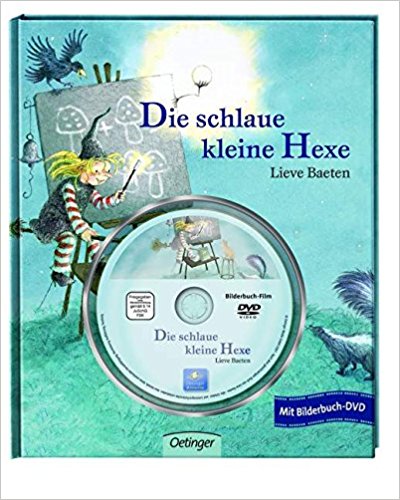 Die schlaue
kleine Hexe
Lieve Baeten
Bilderbuch-Film
DVD
VIDEO
Die schlaue
kleine Hexe
Lieve Baeten
Mit Bilderbuch-DVD
Oetinger